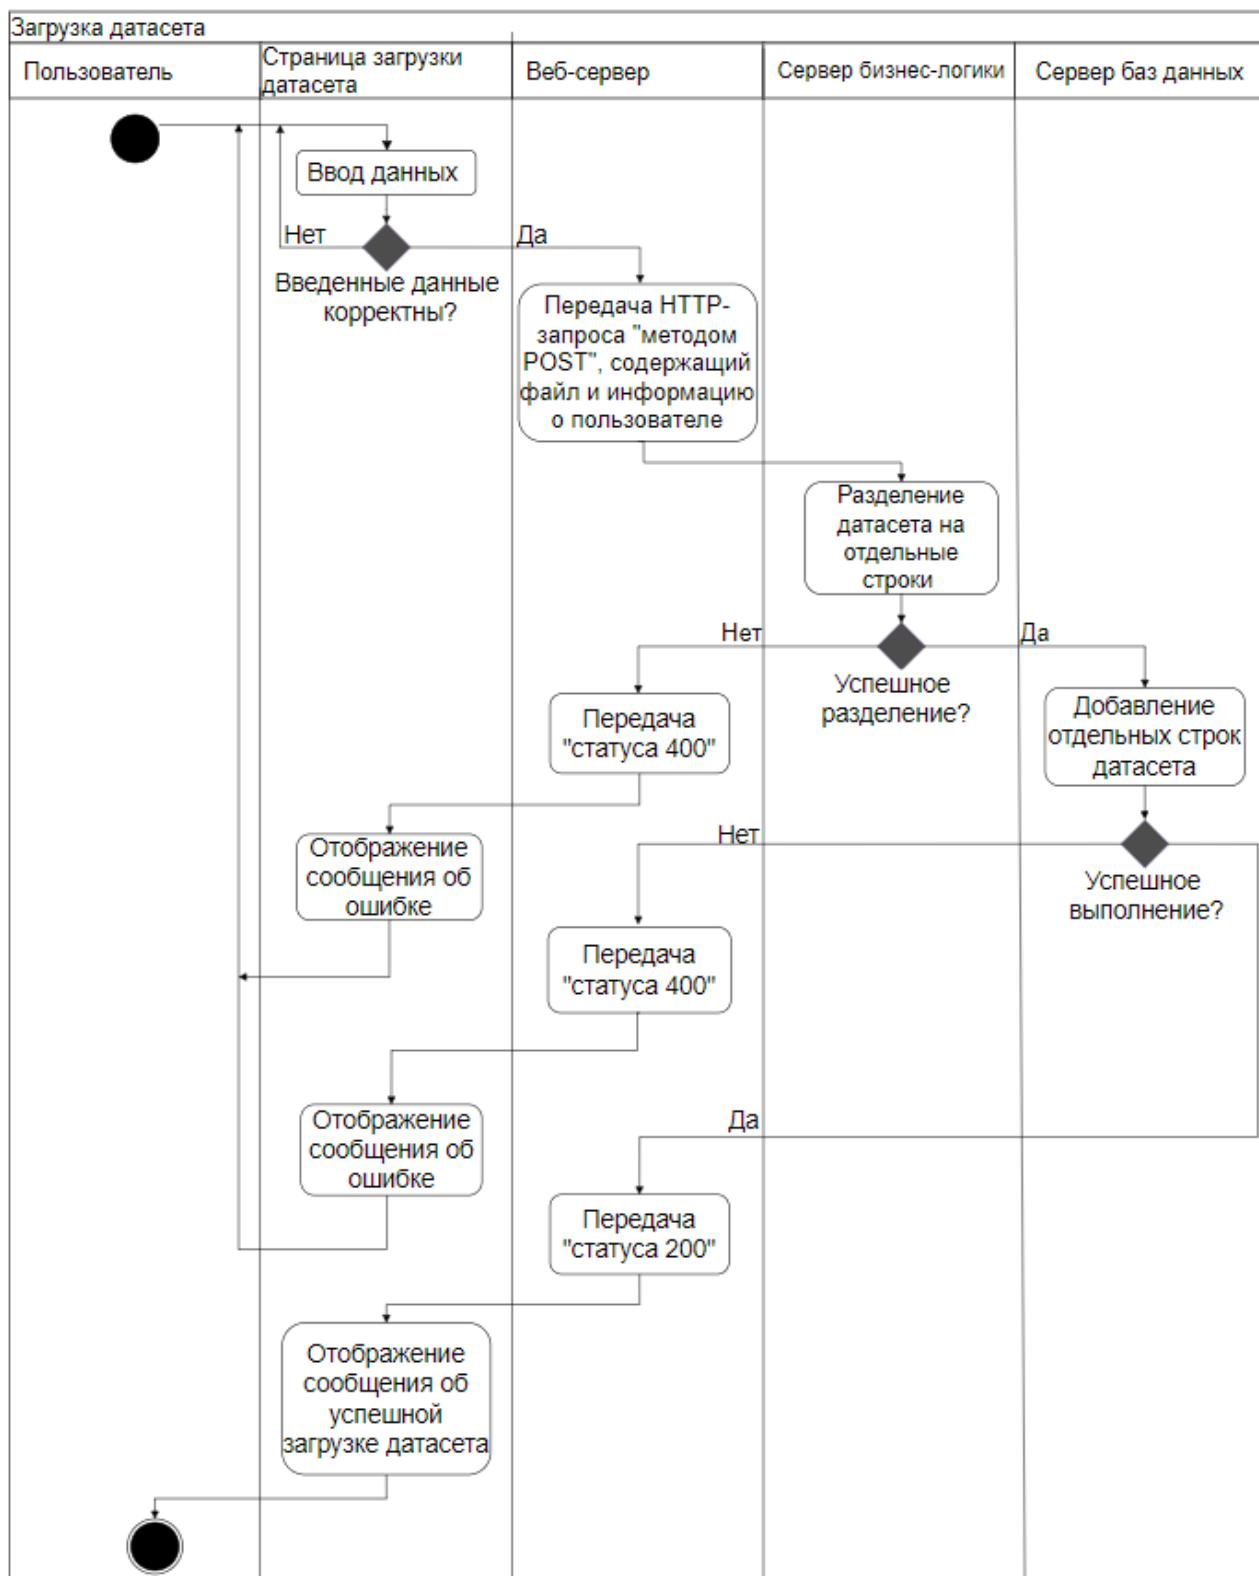 Загрузка датасета
Пользователь
Страница загрузки
датасета
Веб-сервер
Сервер бизнес-логики
Сервер баз данных
Ввод данных
Нет
Да
Введенные данные
корректны?
Передача HTTP-
запроса "методом
POST", содержащий
файл и информацию
о пользователе
Разделение
датасета на
отдельные
строки
Нет
Да
Успешное
разделение?
Передача
"статуса 400"
Добавление
отдельных строк
датасета
Отображение
сообщения об
ошибке
Нет
Успешное
выполнение?
Передача
"статуса 400"
Отображение
сообщения об
ошибке
Да
Передача
"статуса 200"
Отображение
сообщения об
успешной
загрузке датасета